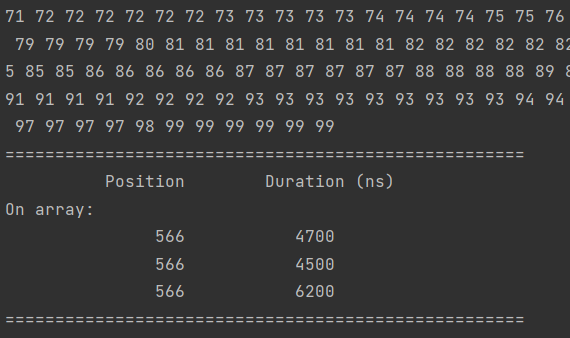 71 72 72 72 72 72 72 73 73 73 73 73 74 74 74 74 75 75 76
79 79 79 79 80 81 81 81 81 81 81 81 81 82 82 82 82 82 82
5 85 85 86 86 86 86 86 87 87 87 87 87 87 88 88 88 88 89 8
91 91 91 91 92 92 92 92 93 93 93 93 93 93 93 93 93 94 94
97 97 97 97 98 99 99 99 99 99 99
====================================================
Position Duration (ns)
On array:
566 4700
566 4500
566 6200
====================================================